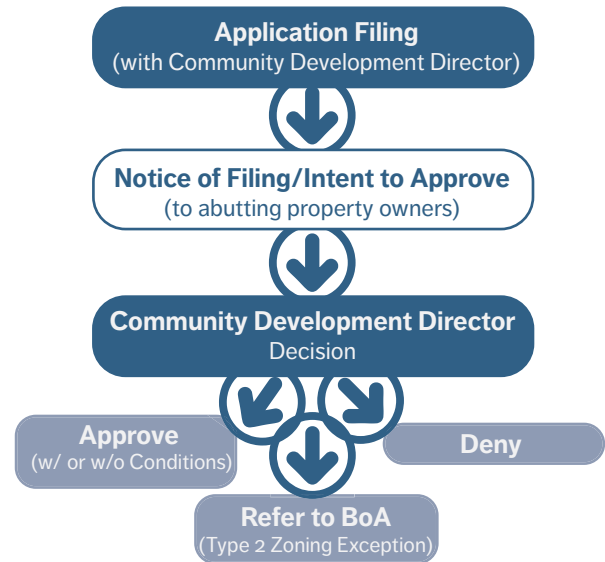 Application Filing
(with Community Development Director)
Notice of Filing/Intent to Approve
(to abutting property owners)
Community Development Director
Decision
Approve
(w/ or w/o Conditions)
Deny
Refer to BoA
(Type 2 Zoning Exception)